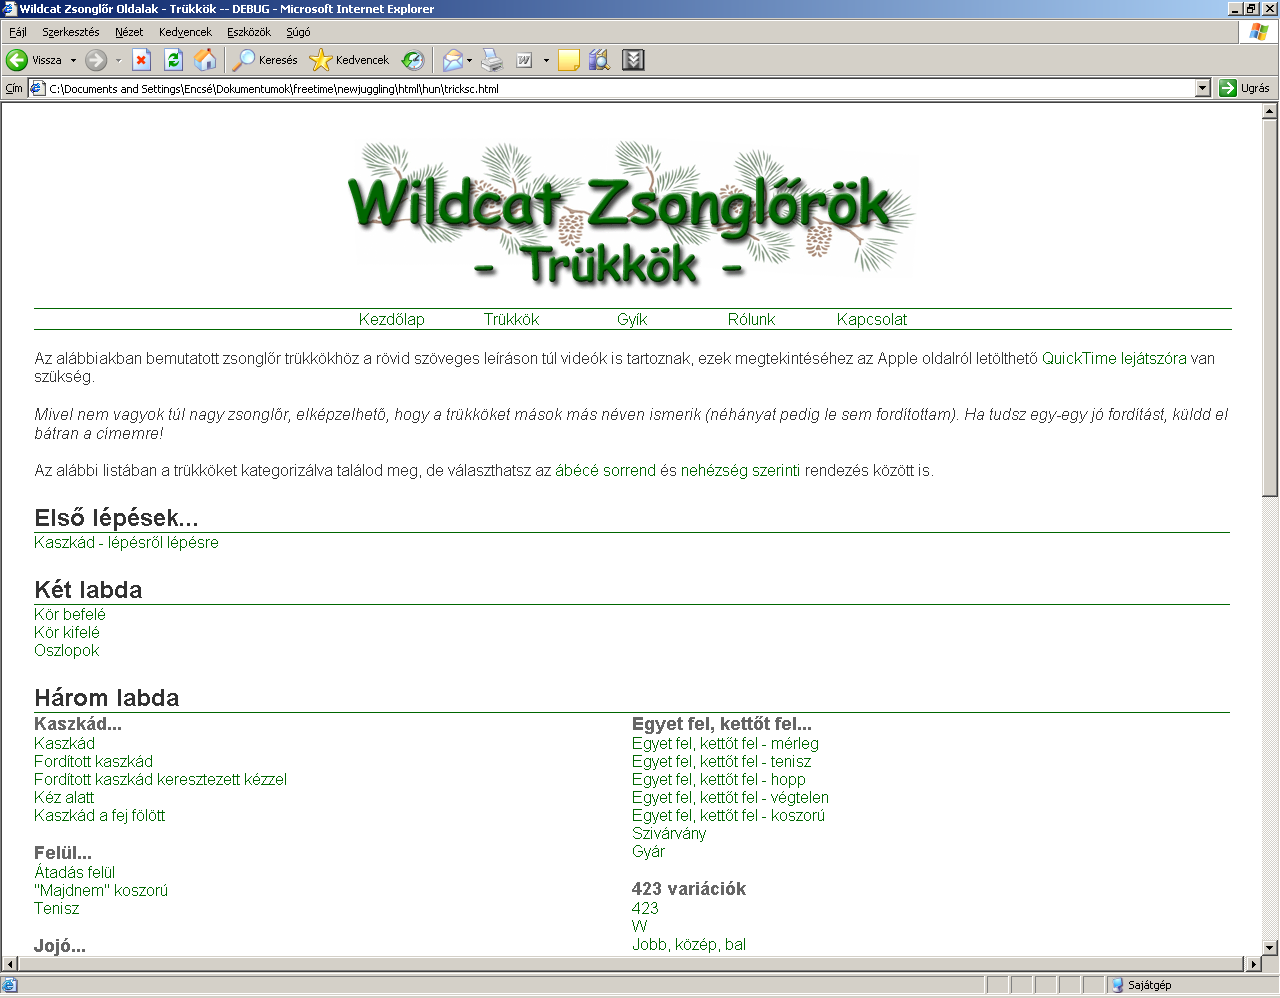 Wildcat Zsonglőr Oldalak - Trükkök -- DEBUG - Microsoft Internet Explorer
Fájl Szerkesztés Nézet Kedvencek Eszközök Súgó
Vissza Keresés Kedvencek
Cím C:\Documents and Settings\Encsé\Dokumentumok\freetime\newjuggling\html\hun\tricksc.html Ugrás
Wildcat Zsonglőrök
- Trükkök -
Kezdőlap Trükkök Gyík Rólunk Kapcsolat
Az alábbiakban bemutatott zsonglőr trükkökhöz a rövid szöveges leíráson túl videók is tartoznak, ezek megtekintéséhez az Apple oldalról letölthető QuickTime lejátszóra van
szükség.
Mivel nem vagyok túl nagy zsonglőr, elképzelhető, hogy a trükköket mások más néven ismerik (néhányat pedig le sem fordítottam). Ha tudsz egy-egy jó fordítást, küldd el
bátran a címemre!
Az alábbi listában a trükköket kategorizálva találod meg, de választhatsz az ábécé sorrend és nehézség szerinti rendezés között is.
Első lépések...
Kaszkád - lépésről lépésre
Két labda
Kör befelé
Kör kifelé
Oszlopok
Három labda
Kaszkád...
Kaszkád
Fordított kaszkád
Fordított kaszkád keresztezett kézzel
Kéz alatt
Kaszkád a fej fölött
Felül...
Átadás felül
"Majdnem" koszorú
Tenisz
Jojó...
Egyet fel, kettőt fel...
Egyet fel, kettőt fel - mérleg
Egyet fel, kettőt fel - tenisz
Egyet fel, kettőt fel - hopp
Egyet fel, kettőt fel - végtelen
Egyet fel, kettőt fel - koszorú
Szivárvány
Gyár
423 variációk
423
W
Jobb, közép, bal
Sajátgép